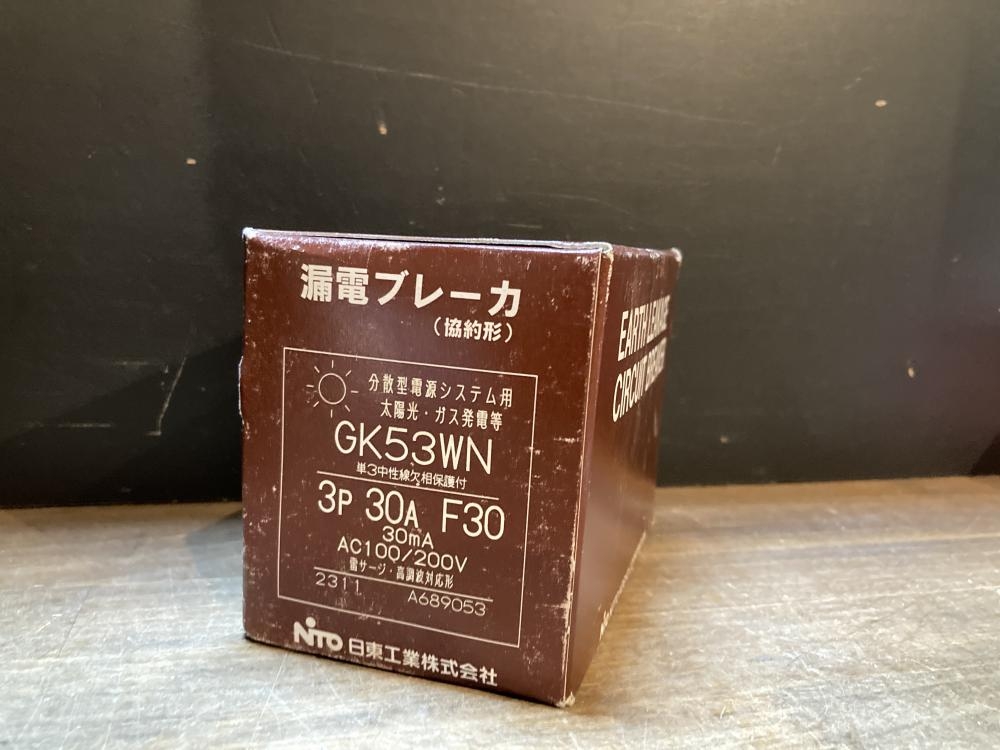 漏電ブレーカ
(協約形)
分散型電源システム用
太陽光・ガス発電等
GK53WN
単3中性線欠相保護付
3P 30A F30
30mA
AC100/200V
雷サージ・高調波対応形
2311 A689053
NITO 日東工業株式会社
EARTH LEAKAGE
CIRCUIT BREAKER